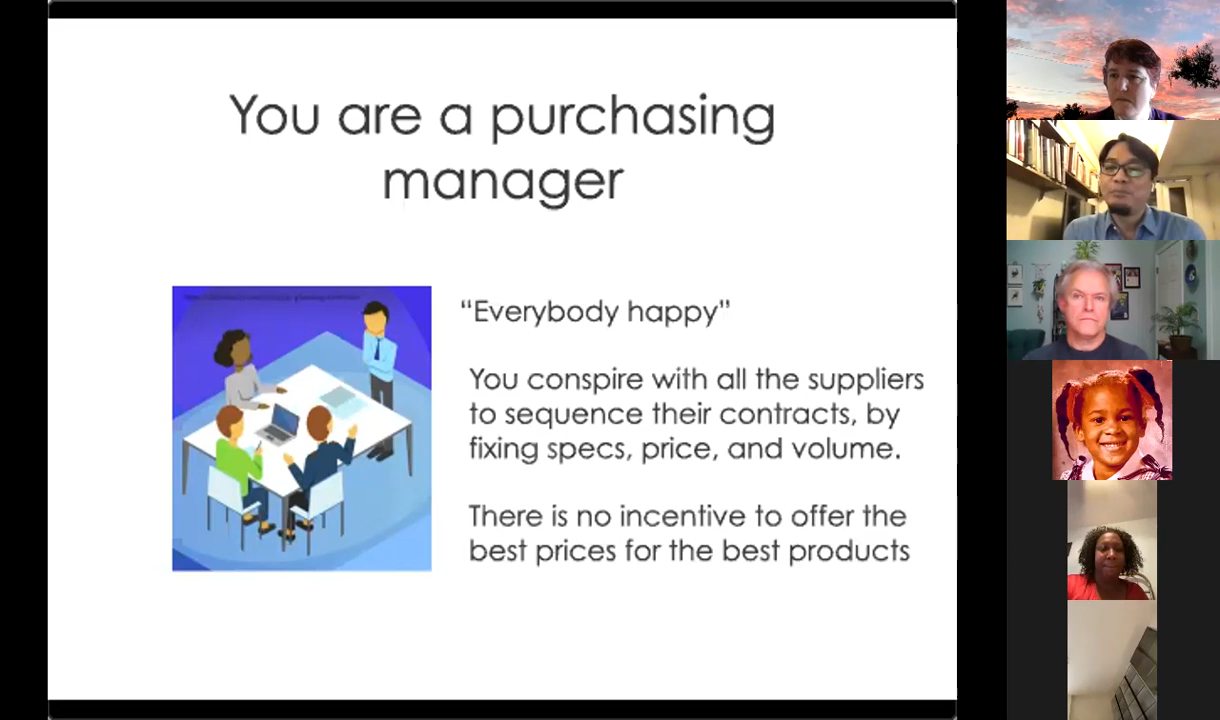 You are a purchasing
manager
“Everybody happy”
You conspire with all the suppliers
to sequence their contracts, by
fixing specs, price, and volume.
There is no incentive to offer the
best prices for the best products